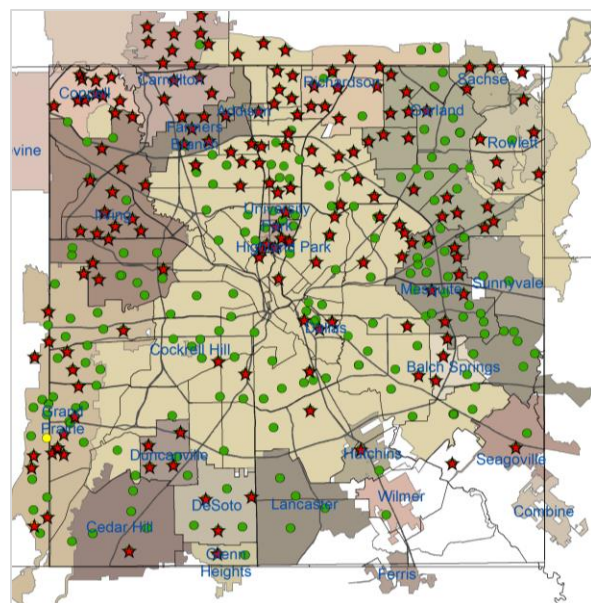 Coppell
Carrollton
Addison
Richardson
Sachse
Garland
Farmers
Branch
Rowlett
vine
Irving
University
Park
Highland Park
Mesquite
Sunnyvale
Dallas
Cockrell Hill
Balch Springs
Grand
Prairie
Duncanville
Hutchins
Seagoville
DeSoto
Lancaster
Wilmer
Combine
Cedar Hill
Glenn
Heights
Ferris